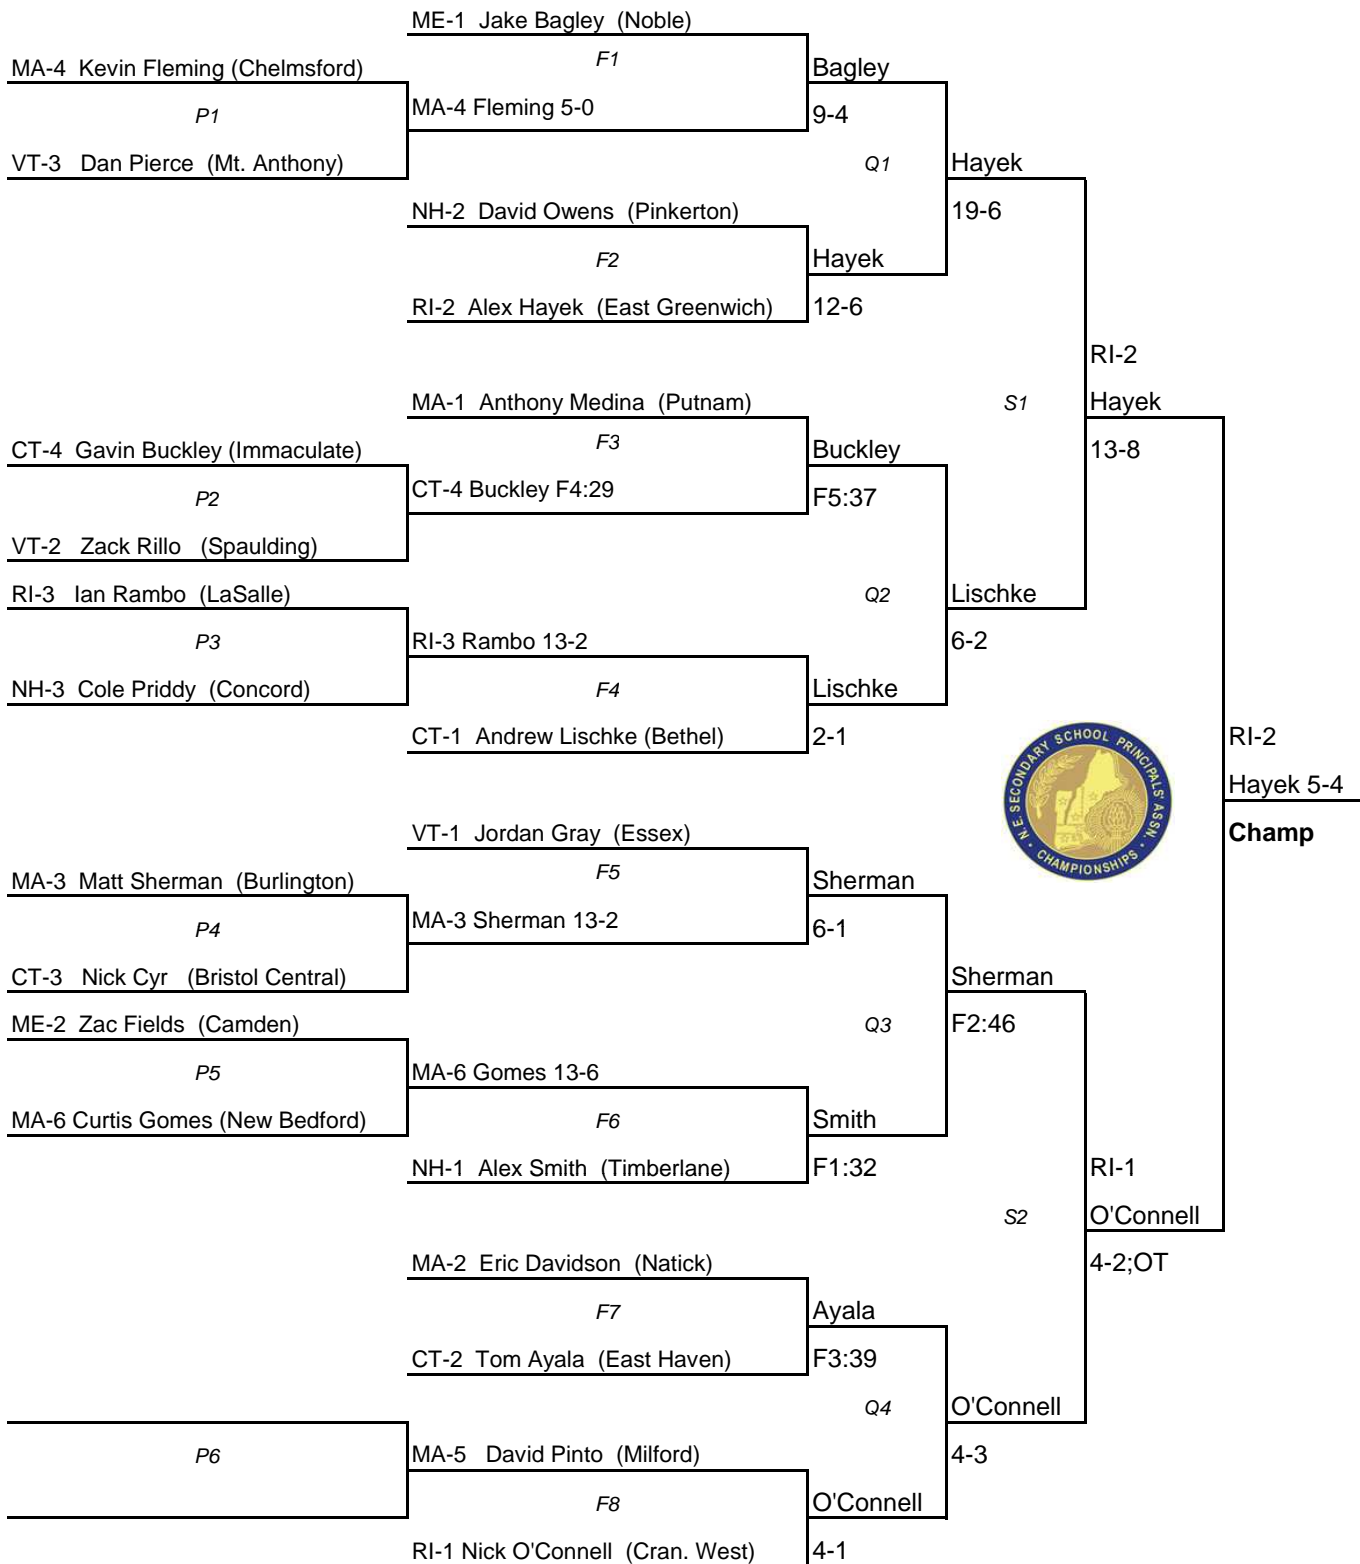 ME-1 Jake Bagley (Noble)
F1
MA-4 Kevin Fleming (Chelmsford)
Bagley
P1
MA-4 Fleming 5-0
9-4
VT-3 Dan Pierce (Mt. Anthony)
Q1
Hayek
NH-2 David Owens (Pinkerton)
19-6
F2
Hayek
RI-2 Alex Hayek (East Greenwich)
12-6
RI-2
MA-1 Anthony Medina (Putnam)
S1
Hayek
F3
CT-4 Gavin Buckley (Immaculate)
Buckley
13-8
P2
CT-4 Buckley F4:29
F5:37
VT-2 Zack Rillo (Spaulding)
RI-3 Ian Rambo (LaSalle)
Q2
Lischke
P3
RI-3 Rambo 13-2
6-2
NH-3 Cole Priddy (Concord)
F4
Lischke
CT-1 Andrew Lischke (Bethel)
2-1
N.E. SECONDARY SCHOOL PRINCIPALS' ASSN.
· CHAMPIONSHIPS ·
RI-2
Hayek 5-4
Champ
VT-1 Jordan Gray (Essex)
F5
MA-3 Matt Sherman (Burlington)
Sherman
P4
MA-3 Sherman 13-2
6-1
CT-3 Nick Cyr (Bristol Central)
Sherman
ME-2 Zac Fields (Camden)
Q3
F2:46
P5
MA-6 Gomes 13-6
MA-6 Curtis Gomes (New Bedford)
F6
Smith
NH-1 Alex Smith (Timberlane)
F1:32
RI-1
S2
O'Connell
MA-2 Eric Davidson (Natick)
4-2;OT
F7
Ayala
CT-2 Tom Ayala (East Haven)
F3:39
Q4
O'Connell
P6
MA-5 David Pinto (Milford)
4-3
F8
O'Connell
RI-1 Nick O'Connell (Cran. West)
4-1